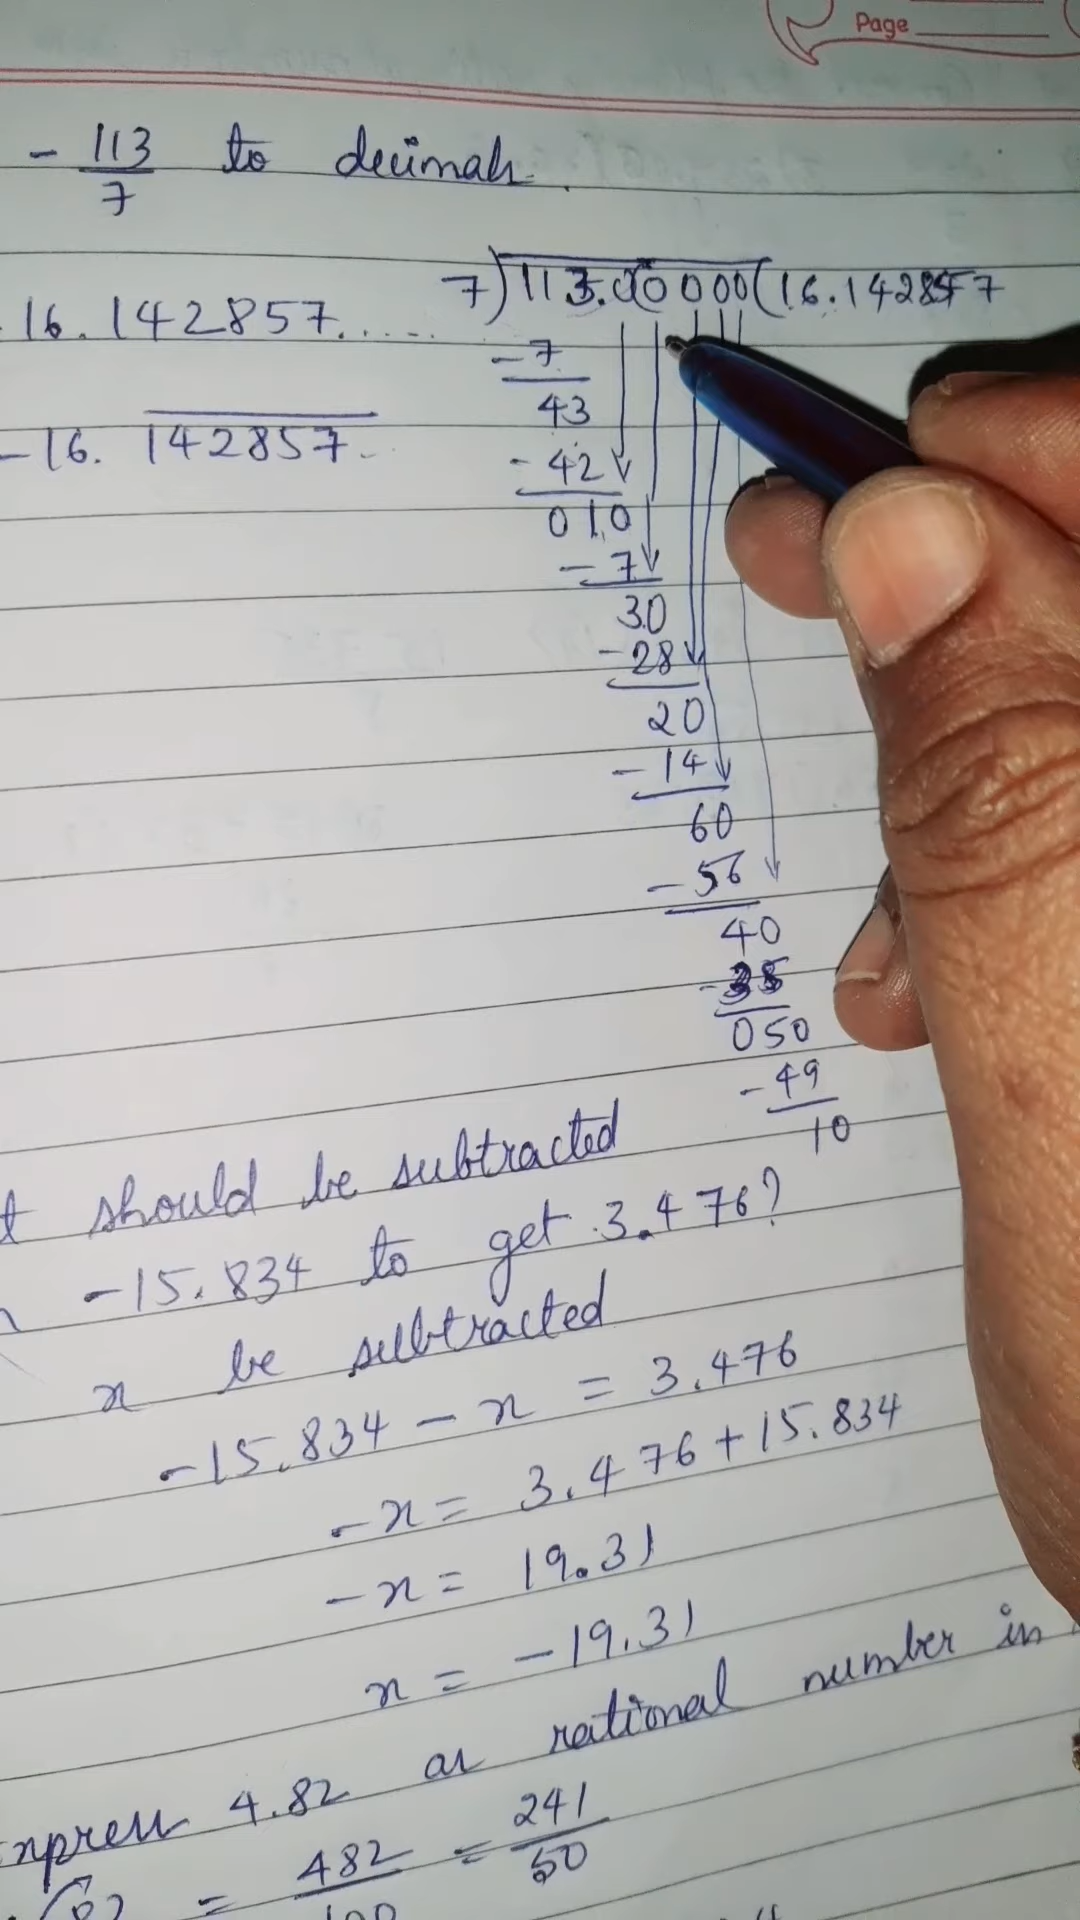 Page
- 113/7 to decimals.
7)113.00000(16.142857
16.142857......
-16. 142857.
-7
43
-42
010
-7
30
-28
20
-14
60
-56
40
-35
050
-49
10
should be subtracted
-15.834 to get 3.476?
x be subtracted
-15.834 - x = 3.476
-x = 3.476 + 15.834
-x = 19.31
x = -19.31
express 4.82 as rational number in
= 482/100 = 241/50